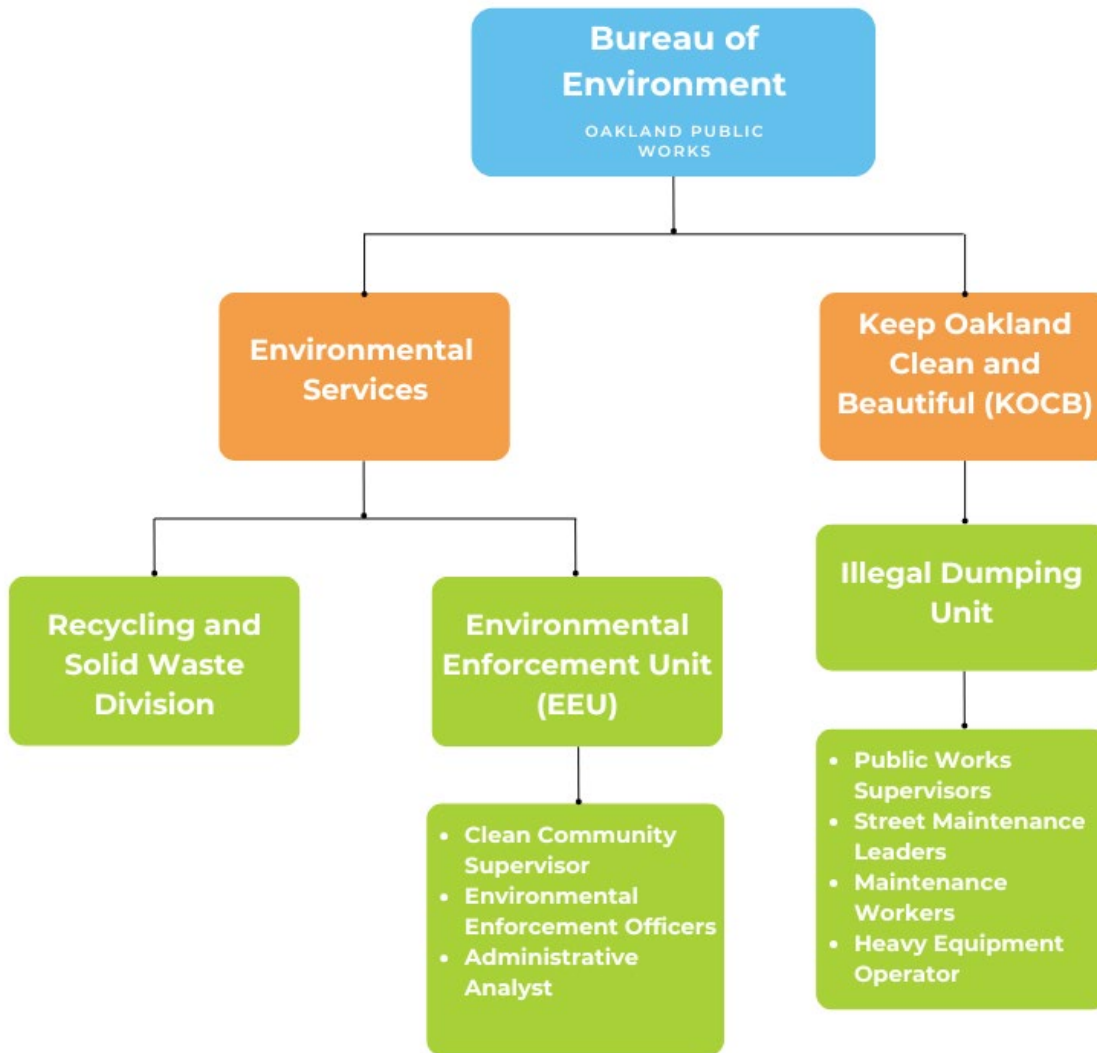 Bureau of
Environment
OAKLAND PUBLIC
WORKS
Environmental
Services
Keep Oakland
Clean and
Beautiful (KOCB)
Recycling and
Solid Waste
Division
Environmental
Enforcement Unit
(EEU)
Illegal Dumping
Unit
• Clean Community
Supervisor
• Environmental
Enforcement Officers
• Administrative
Analyst
• Public Works
Supervisors
• Street Maintenance
Leaders
• Maintenance
Workers
• Heavy Equipment
Operator